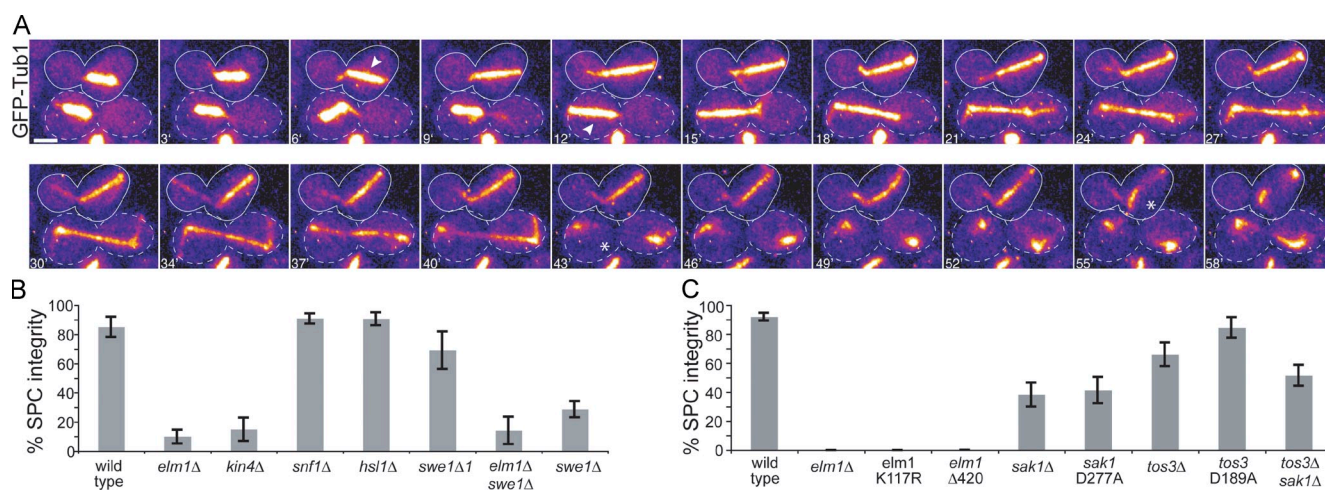 A
GFP-Tub1
3' 6' 9' 12' 15' 18' 21' 24' 27'
*
30' 34' 37' 40' 43' 46' 49' 52' 55' 58'
* *
B
% SPC integrity
100
80
60
40
20
0
wild type
elm1Δ
kin4Δ
snf1Δ
hsl1Δ
swe1Δ1
elm1Δ swe1Δ
swe1Δ
C
% SPC integrity
100
80
60
40
20
0
wild type
elm1Δ
elm1 K117R
elm1 Δ420
sak1Δ
sak1 D277A
tos3Δ
tos3 D189A
tos3Δ sak1Δ